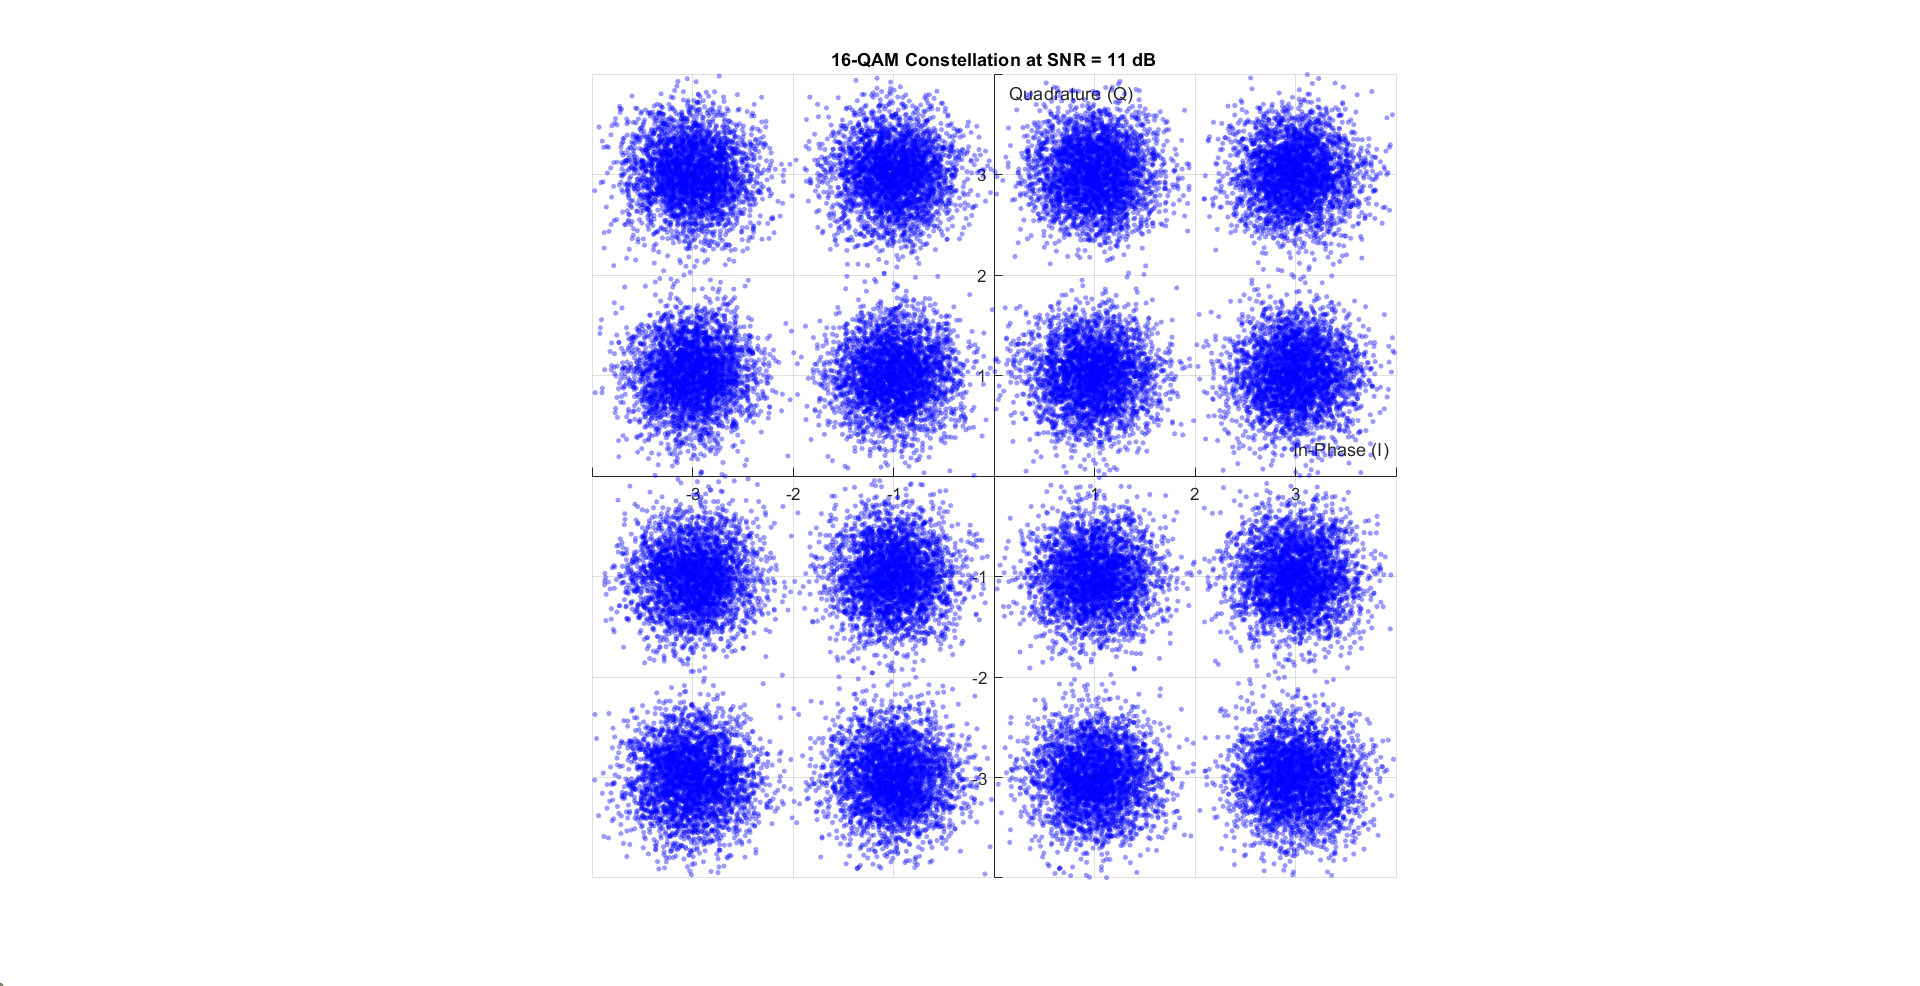 16-QAM Constellation at SNR = 11 dB
Quadrature (Q)
3
2
1
In-Phase (I)
-3 -2 -1 1 2 3
-1
-2
-3